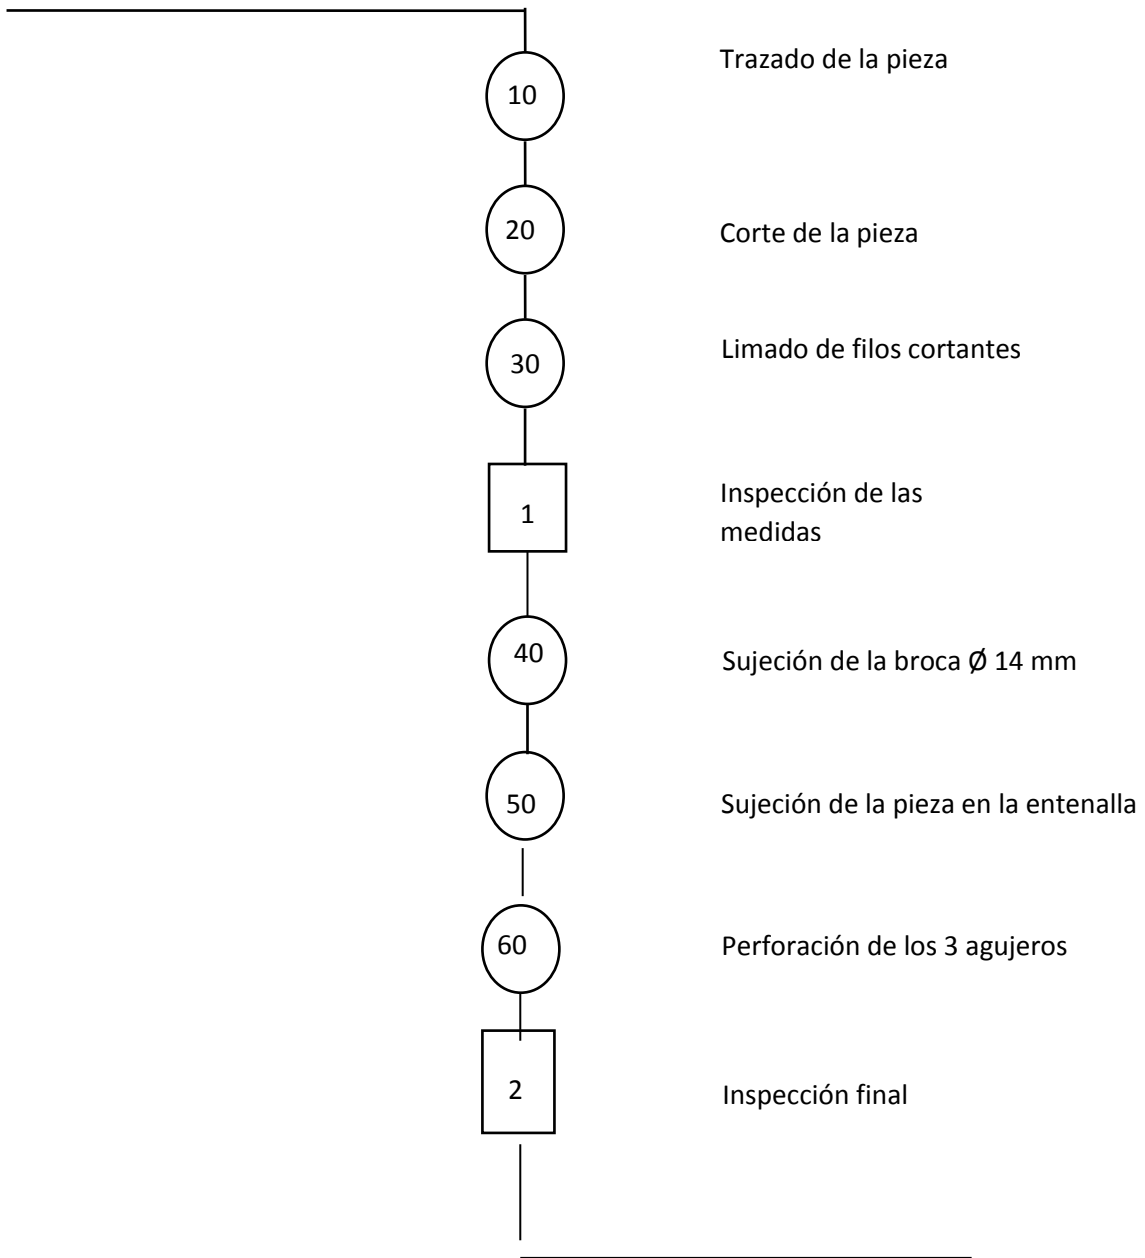 Trazado de la pieza
10
20
Corte de la pieza
Limado de filos cortantes
30
Inspección de las
medidas
1
40
Sujeción de la broca Ø 14 mm
50
Sujeción de la pieza en la entenalla
60
Perforación de los 3 agujeros
2
Inspección final